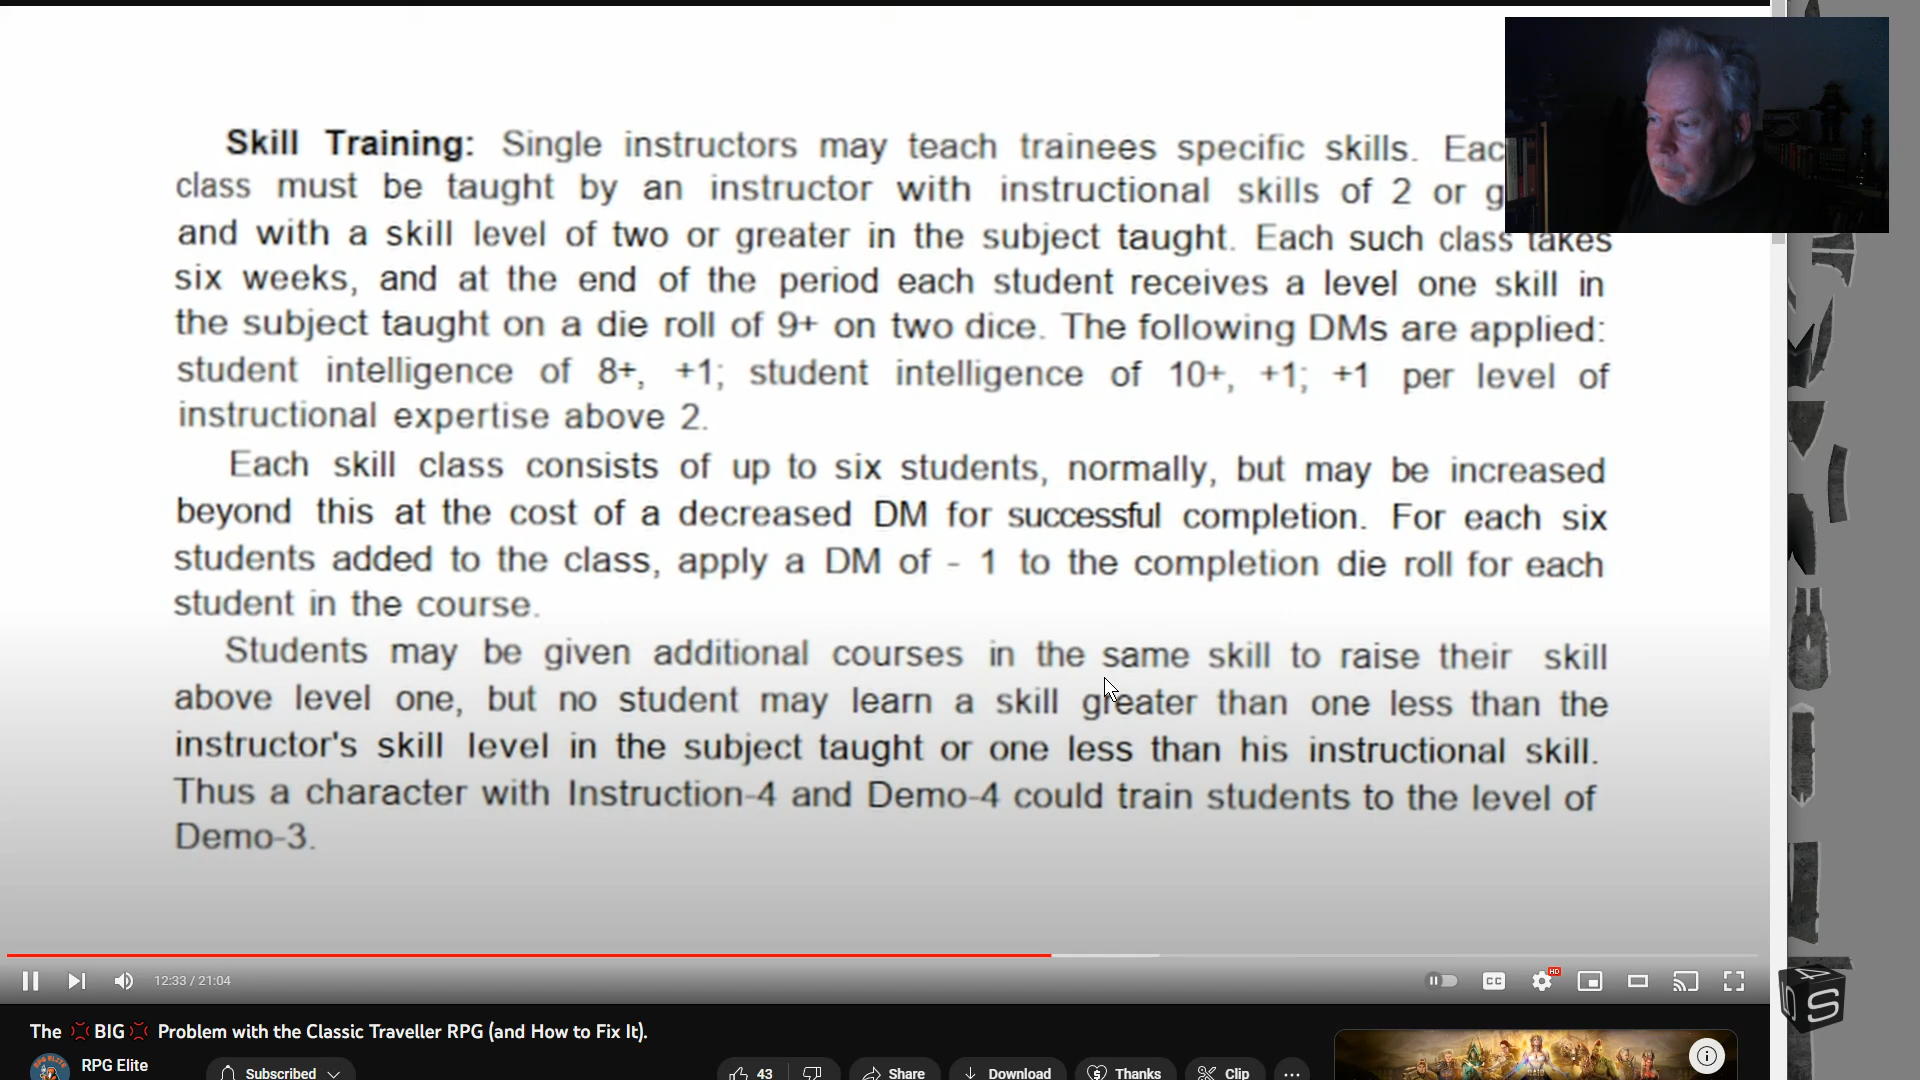 Skill Training: Single instructors may teach trainees specific skills. Eac
class must be taught by an instructor with instructional skills of 2 or g
and with a skill level of two or greater in the subject taught. Each such class takes
six weeks, and at the end of the period each student receives a level one skill in
the subject taught on a die roll of 9+ on two dice. The following DMs are applied:
student intelligence of 8+, +1; student intelligence of 10+, +1; +1 per level of
instructional expertise above 2.
Each skill class consists of up to six students, normally, but may be increased
beyond this at the cost of a decreased DM for successful completion. For each six
students added to the class, apply a DM of - 1 to the completion die roll for each
student in the course.
Students may be given additional courses in the same skill to raise their skill
above level one, but no student may learn a skill greater than one less than the
instructor's skill level in the subject taught or one less than his instructional skill.
Thus a character with Instruction-4 and Demo-4 could train students to the level of
Demo-3.
12:33 / 21:04
CC
HD
The 💢BIG💢 Problem with the Classic Traveller RPG (and How to Fix It).
RPG Elite
Subscribed
43
Share
Download
Thanks
Clip